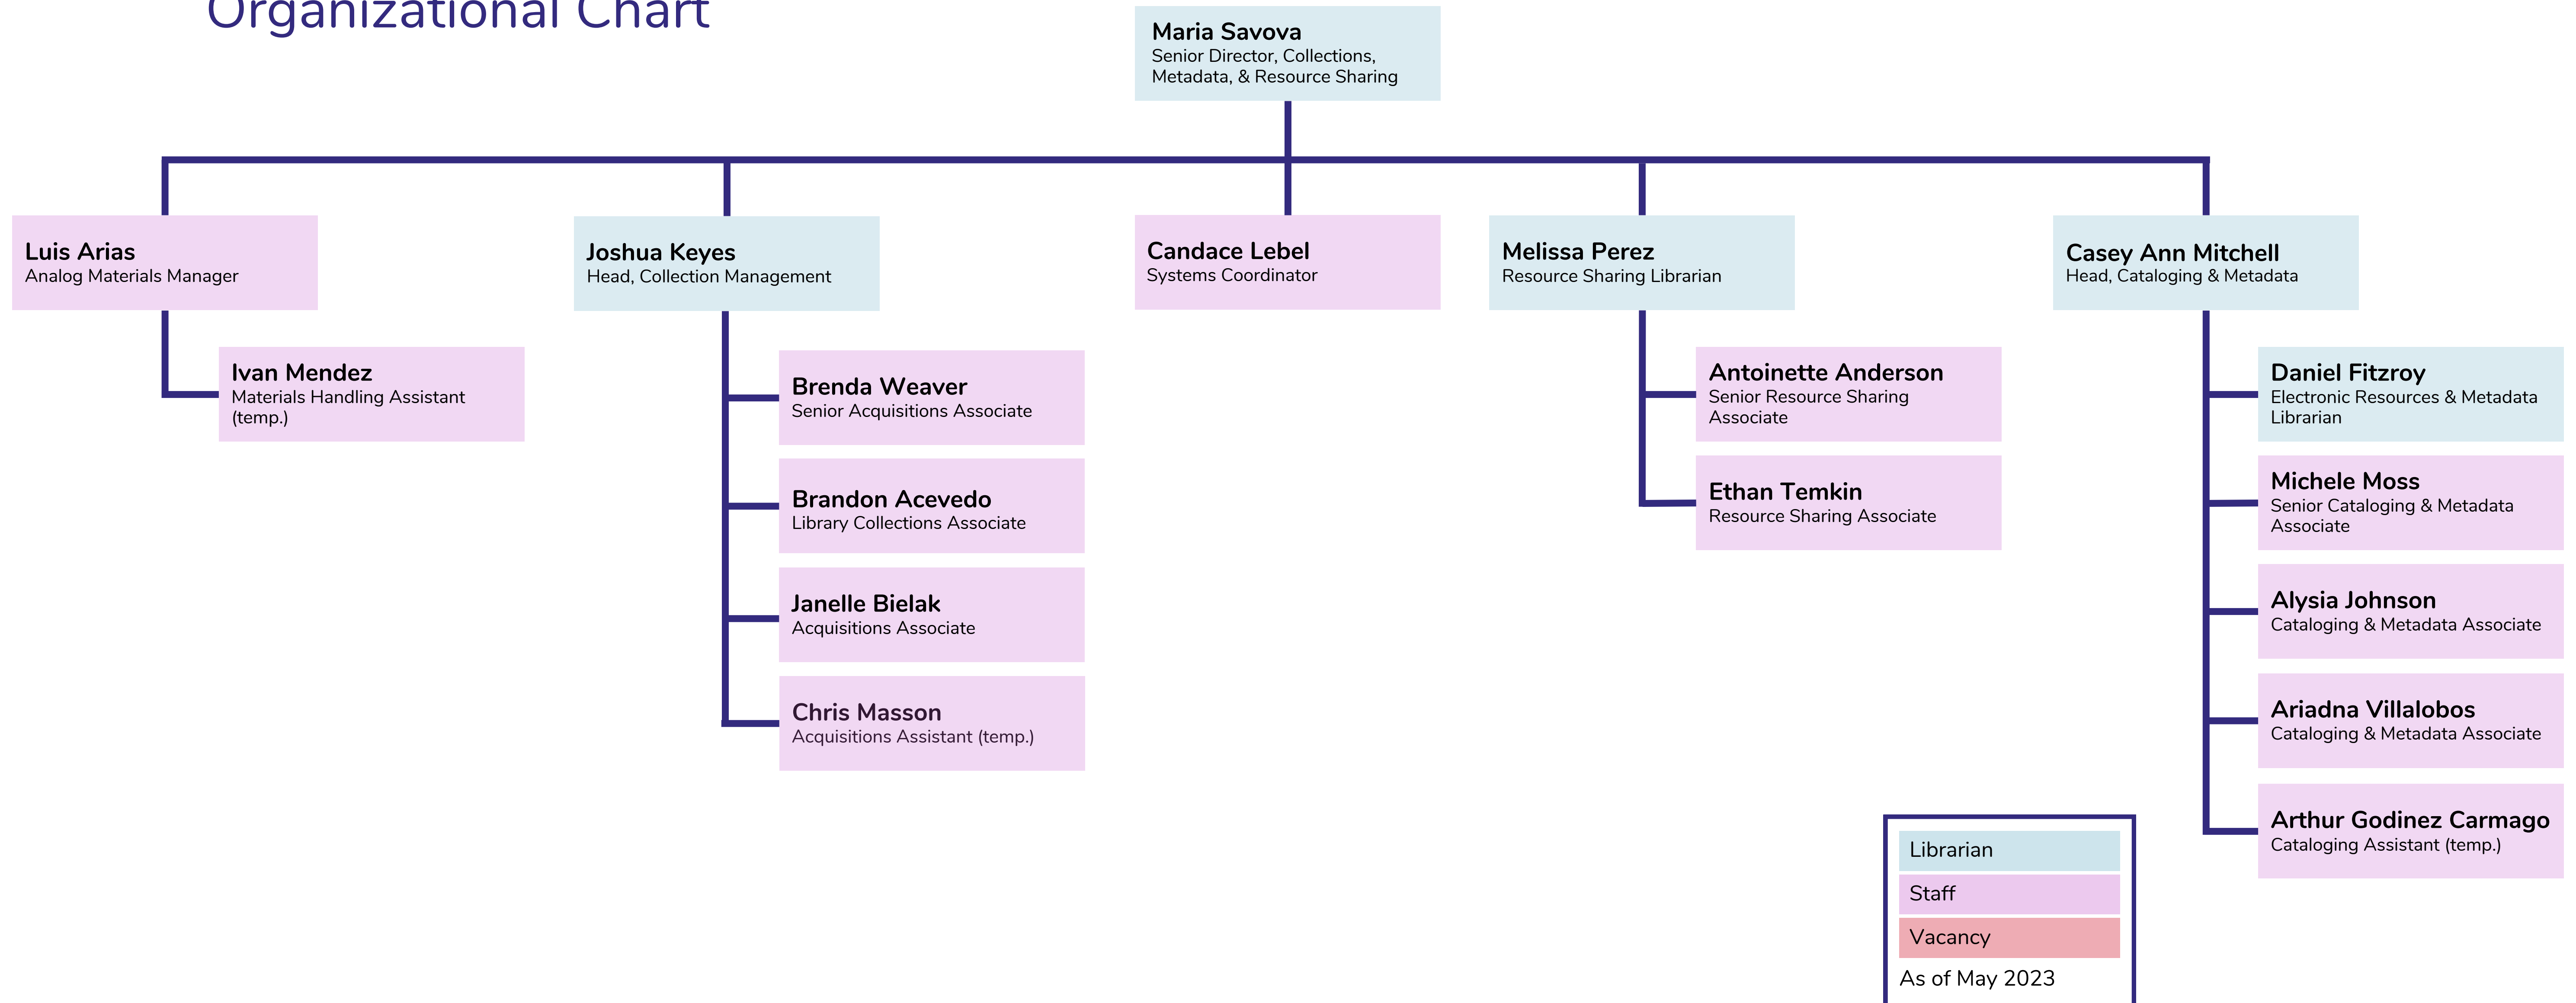 Organizational Chart
Maria Savova
Senior Director, Collections,
Metadata, & Resource Sharing
Luis Arias
Analog Materials Manager
Ivan Mendez
Materials Handling Assistant
(temp.)
Joshua Keyes
Head, Collection Management
Brenda Weaver
Senior Acquisitions Associate
Brandon Acevedo
Library Collections Associate
Janelle Bielak
Acquisitions Associate
Chris Masson
Acquisitions Assistant (temp.)
Candace Lebel
Systems Coordinator
Melissa Perez
Resource Sharing Librarian
Antoinette Anderson
Senior Resource Sharing
Associate
Ethan Temkin
Resource Sharing Associate
Casey Ann Mitchell
Head, Cataloging & Metadata
Daniel Fitzroy
Electronic Resources & Metadata
Librarian
Michele Moss
Senior Cataloging & Metadata
Associate
Alysia Johnson
Cataloging & Metadata Associate
Ariadna Villalobos
Cataloging & Metadata Associate
Arthur Godinez Carmago
Cataloging Assistant (temp.)
Librarian
Staff
Vacancy
As of May 2023